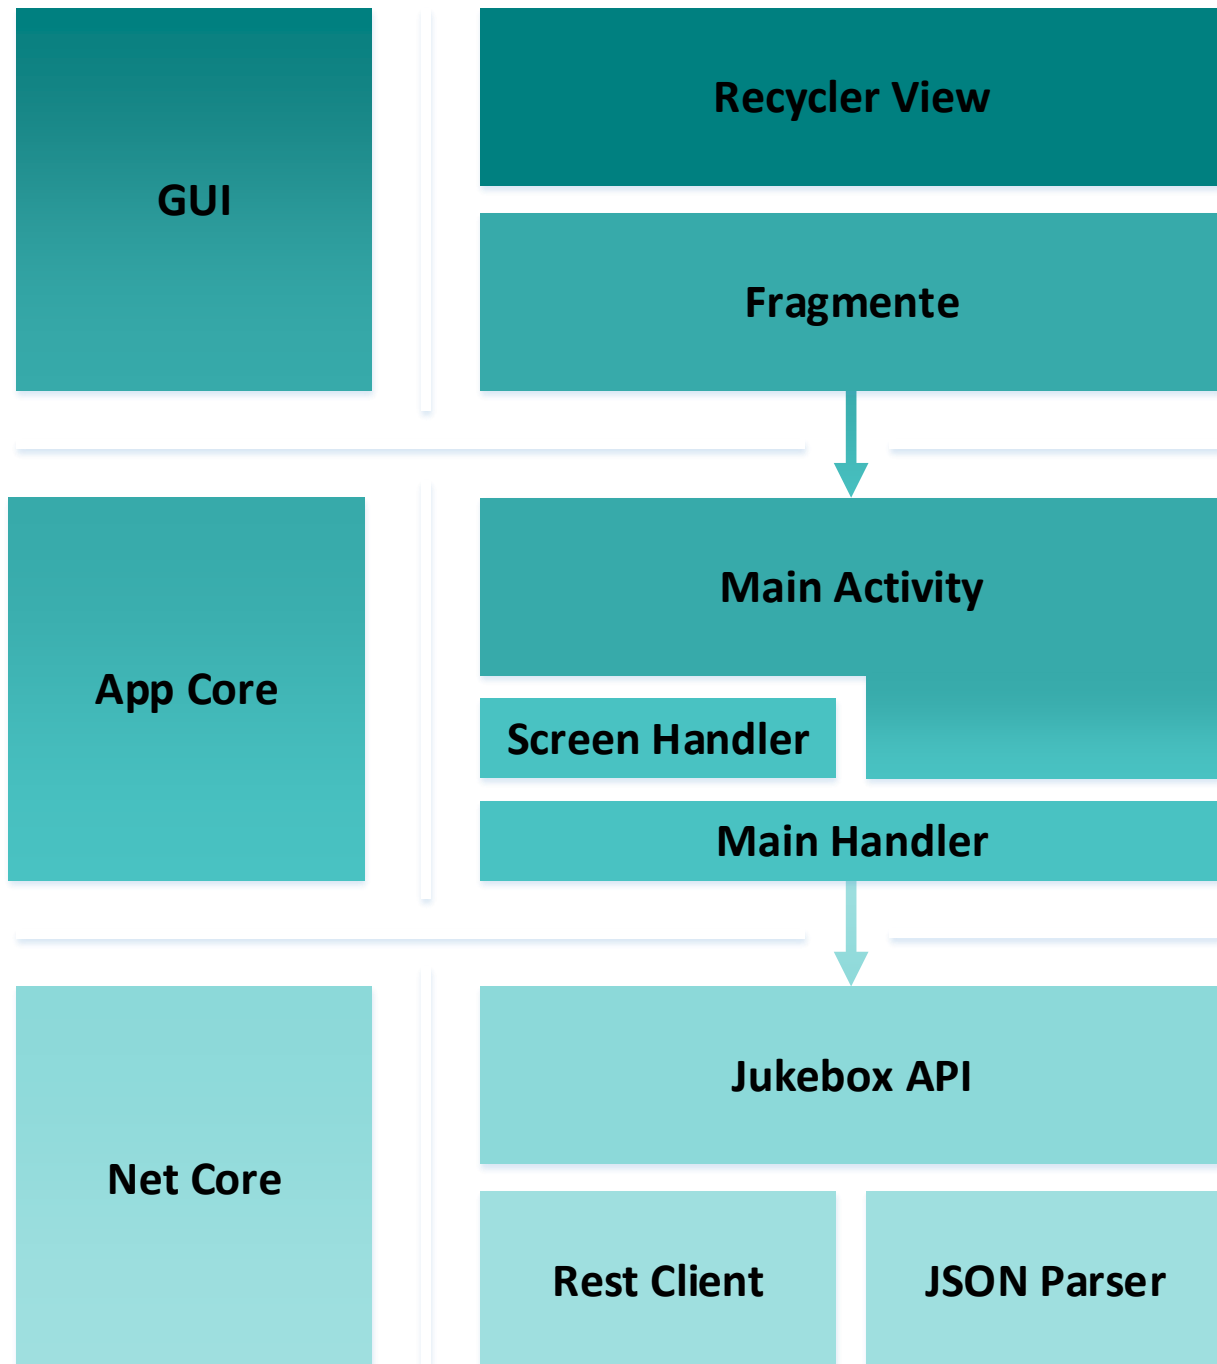 GUI
Recycler View
Fragmente
App Core
Main Activity
Screen Handler
Main Handler
Net Core
Jukebox API
Rest Client
JSON Parser